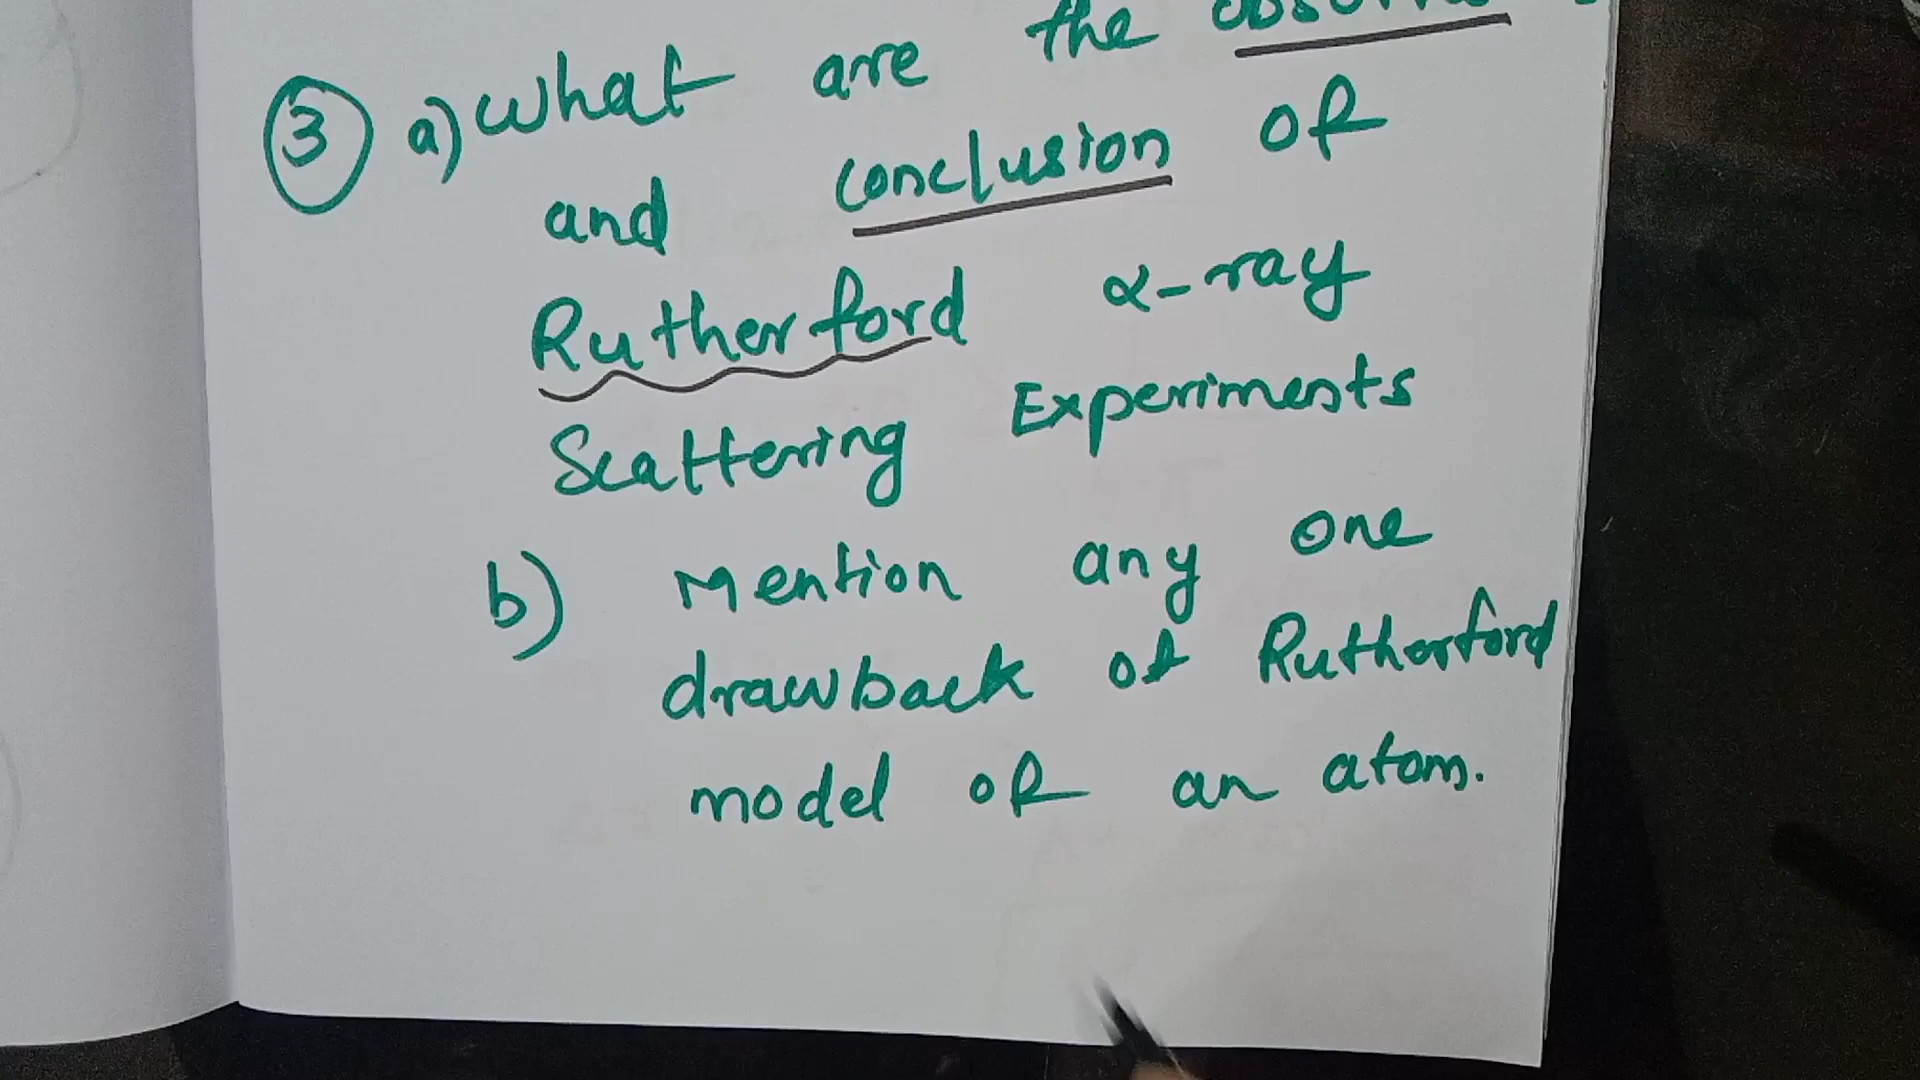 ③ a) What are the
and conclusion of
Rutherford α-ray
Scattering Experiments
b) Mention any one
drawback of Rutherford
model of an atom.